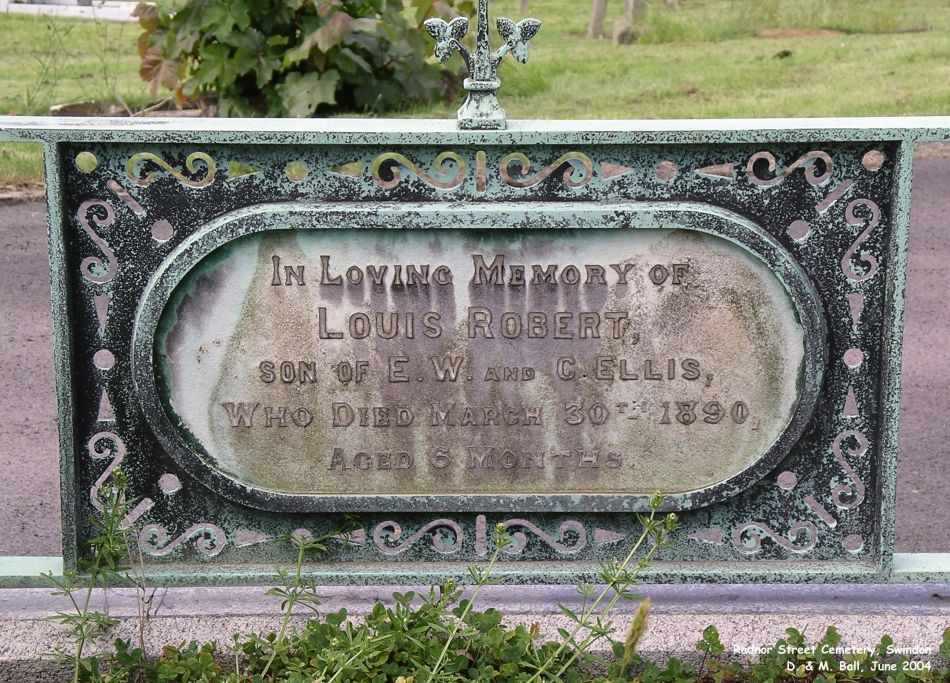 In Loving Memory of
Louis Robert,
son of E. W. and C. Ellis,
Who Died March 30th 1890,
Aged 6 Months.
Radnor Street Cemetery, Swindon
D. & M. Ball, June 2004